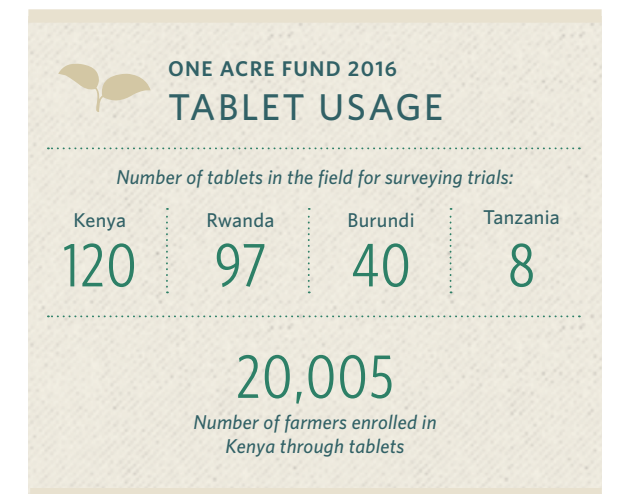 ONE ACRE FUND 2016
TABLET USAGE
Number of tablets in the field for surveying trials:
Kenya
120
Rwanda
97
Burundi
40
Tanzania
8
20,005
Number of farmers enrolled in
Kenya through tablets